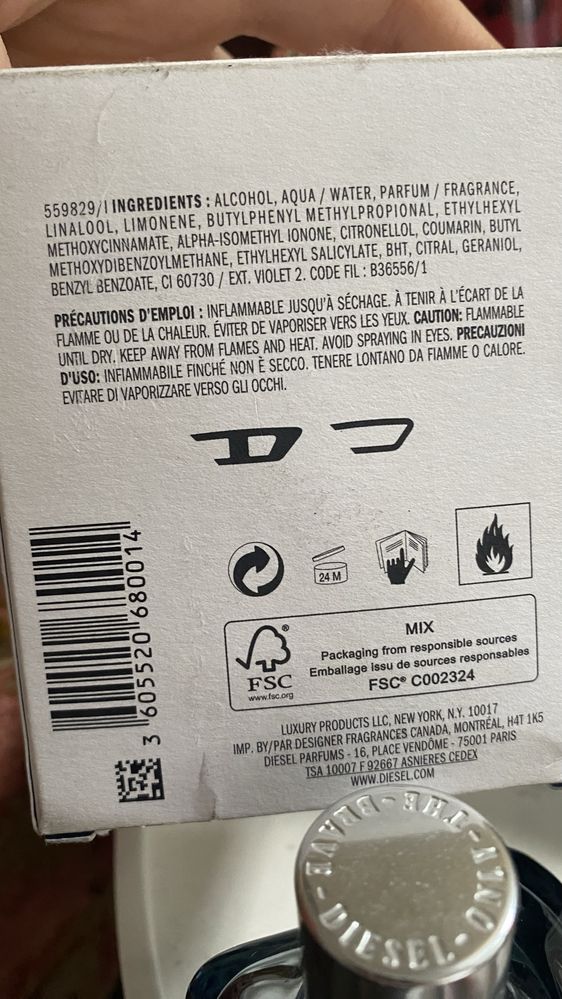 559829/I INGREDIENTS : ALCOHOL, AQUA / WATER, PARFUM / FRAGRANCE,
LINALOOL, LIMONENE, BUTYLPHENYL METHYLPROPIONAL, ETHYLHEXYL
METHOXYCINNAMATE, ALPHA-ISOMETHYL IONONE, CITRONELLOL, COUMARIN, BUTYL
METHOXYDIBENZOYLMETHANE, ETHYLHEXYL SALICYLATE, BHT, CITRAL, GERANIOL,
BENZYL BENZOATE, CI 60730 / EXT. VIOLET 2. CODE FIL : B36556/1
PRÉCAUTIONS D'EMPLOI : INFLAMMABLE JUSQU'À SÉCHAGE. À TENIR À L'ÉCART DE LA
FLAMME OU DE LA CHALEUR. ÉVITER DE VAPORISER VERS LES YEUX. CAUTION: FLAMMABLE
UNTIL DRY, KEEP AWAY FROM FLAMES AND HEAT. AVOID SPRAYING IN EYES. PRECAUZIONI
D'USO: INFIAMMABILE FINCHÉ NON È SECCO. TENERE LONTANO DA FIAMME O CALORE.
EVITARE DI VAPORIZZARE VERSO GLI OCCHI.
D
24 M
3 605520 680014
FSC®
www.fsc.org
MIX
Packaging from responsible sources
Emballage issu de sources responsables
FSC® C002324
LUXURY PRODUCTS LLC, NEW YORK, N.Y. 10017
IMP. BY/PAR DESIGNER FRAGRANCES CANADA, MONTRÉAL, H4T 1K5
DIESEL PARFUMS - 16, PLACE VENDÔME - 75001 PARIS
TSA 10007 F 92667 ASNIERES CEDEX
WWW.DIESEL.COM
DIESEL - ONLY - THE - BRAVE -